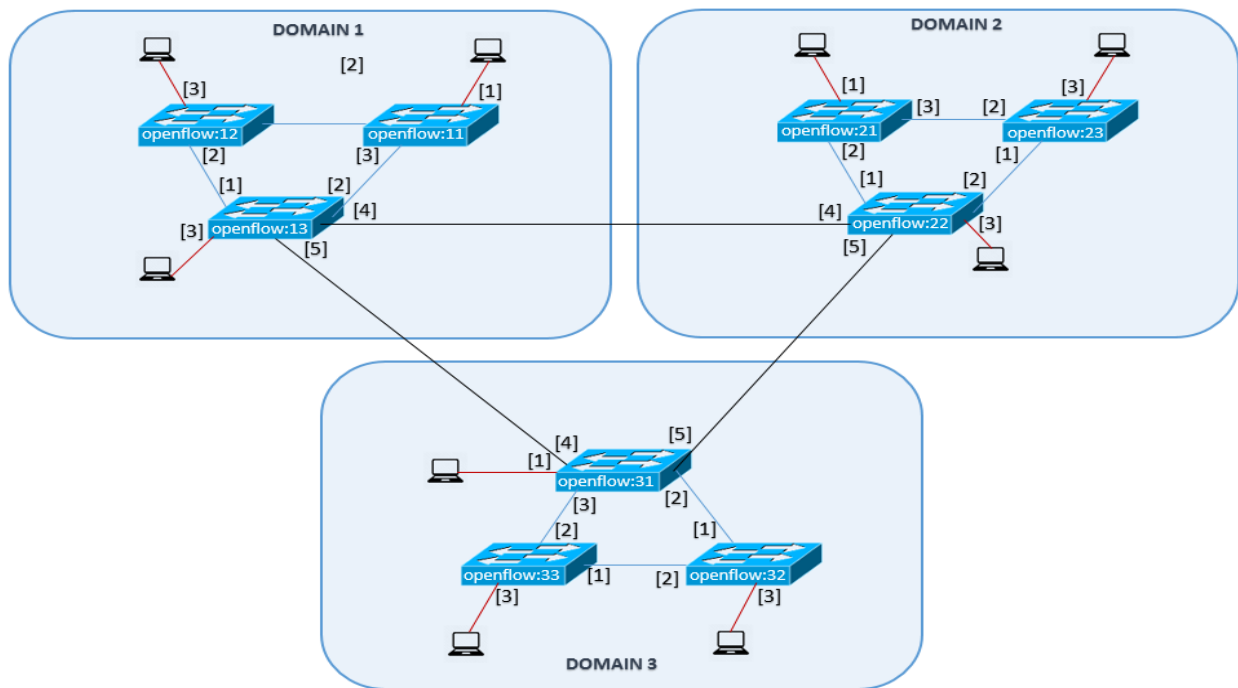 DOMAIN 1
[2]
[3]
[1]
openflow:12
openflow:11
[2]
[3]
[1]
[2]
[4]
[3]
openflow:13
[5]
DOMAIN 2
[1]
[3]
[3]
[2]
openflow:21
openflow:23
[2]
[1]
[1]
[2]
[4]
openflow:22
[3]
[5]
[4]
[5]
[1]
openflow:31
[3]
[2]
[2]
[1]
openflow:33
[1]
[2]
openflow:32
[3]
[3]
DOMAIN 3